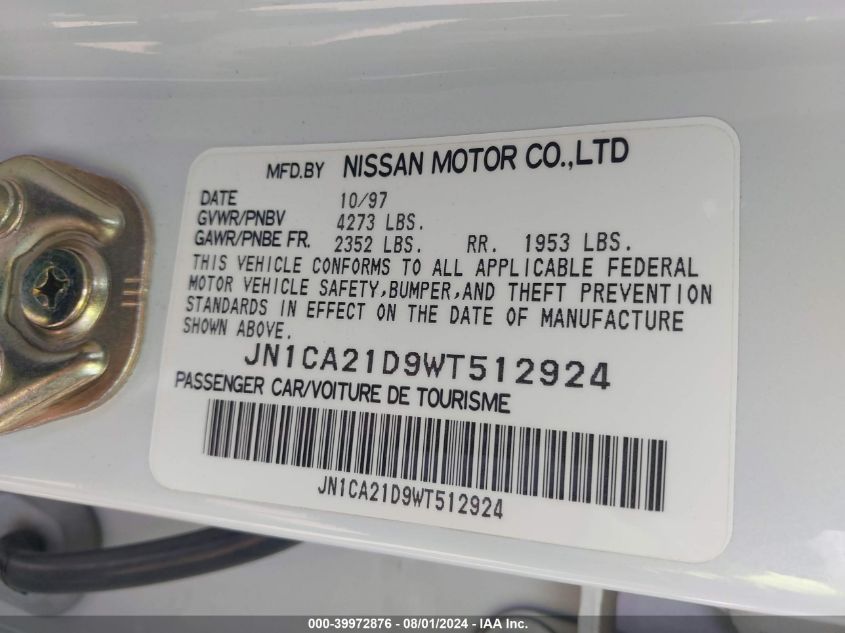 MFD.BY NISSAN MOTOR CO.,LTD
DATE 10/97
GVWR/PNBV 4273 LBS.
GAWR/PNBE FR. 2352 LBS. RR. 1953 LBS.
THIS VEHICLE CONFORMS TO ALL APPLICABLE FEDERAL
MOTOR VEHICLE SAFETY,BUMPER,AND THEFT PREVENTION
STANDARDS IN EFFECT ON THE DATE OF MANUFACTURE
SHOWN ABOVE.
JN1CA21D9WT512924
PASSENGER CAR/VOITURE DE TOURISME
JN1CA21D9WT512924
000-39972876 - 08/01/2024 - IAA Inc.